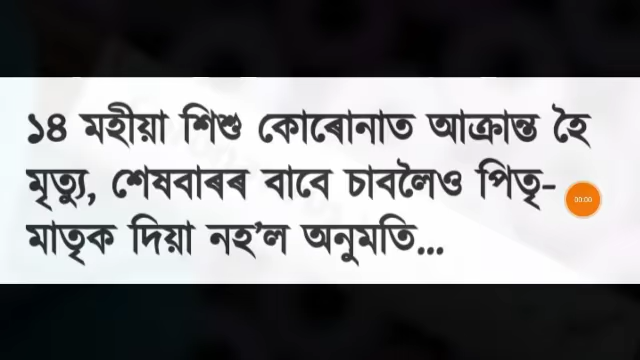 ১৪ মহীয়া শিশু কোৰোনাত আক্ৰান্ত হৈ
মৃত্যু, শেষবাৰৰ বাবে চাবলৈও পিতৃ-
মাতৃক দিয়া নহ'ল অনুমতি...
00:00